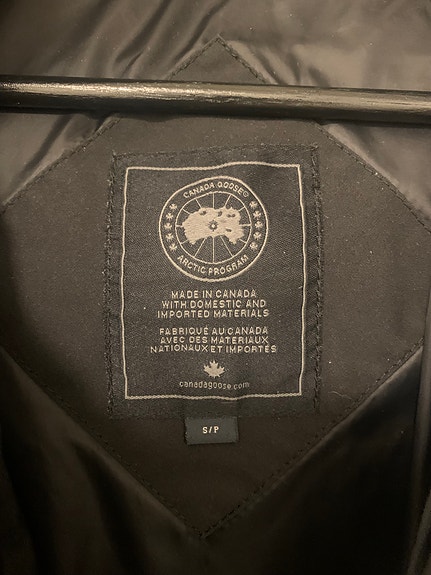 CANADA GOOSE®
ARCTIC PROGRAM
MADE IN CANADA
WITH DOMESTIC AND
IMPORTED MATERIALS
FABRIQUÉ AU CANADA
AVEC DES MATERIAUX
NATIONAUX ET IMPORTÉS
canadagoose.com
S/P